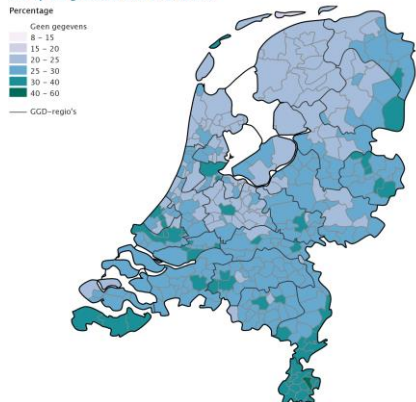 Percentage
Geen gegevens
8 - 15
15 - 20
20 - 25
25 - 30
30 - 40
40 - 60
GGD-regio's